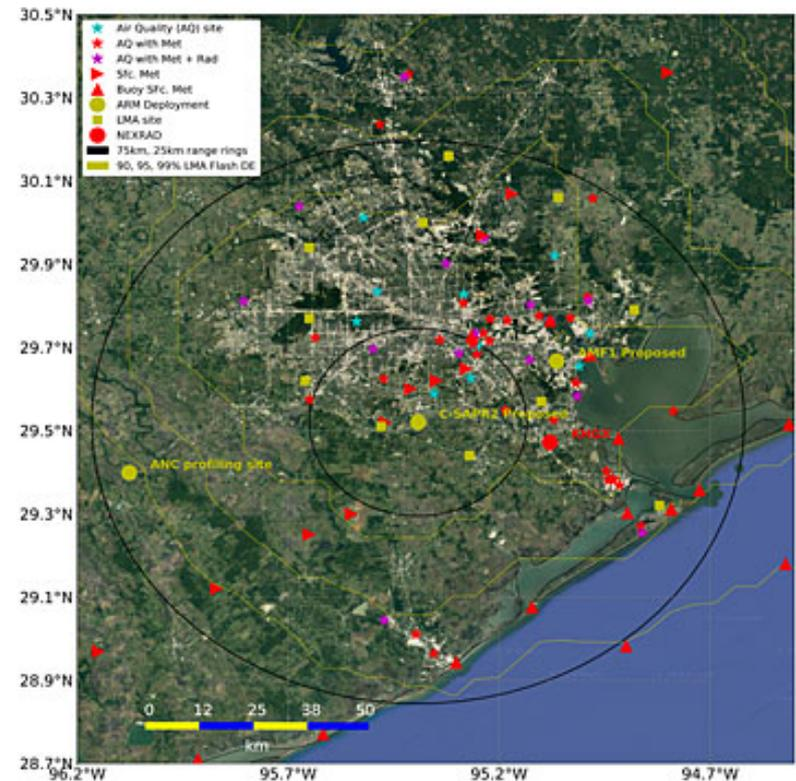 30.5°N
Air Quality (AQ) site
AQ with Met
AQ with Met + Rad
Sfc. Met
Buoy Sfc. Met
ARM Deployment
LMA site
NEXRAD
75km, 25km range rings
90, 95, 99% LMA Flash DE
30.3°N
30.1°N
29.9°N
29.7°N
AMF1 Proposed
29.5°N
C-SAPR2 Proposed
KHGX
ANC profiling site
29.3°N
29.1°N
28.9°N
0 12 25 38 50
km
28.7°N
96.2°W 95.7°W 95.2°W 94.7°W